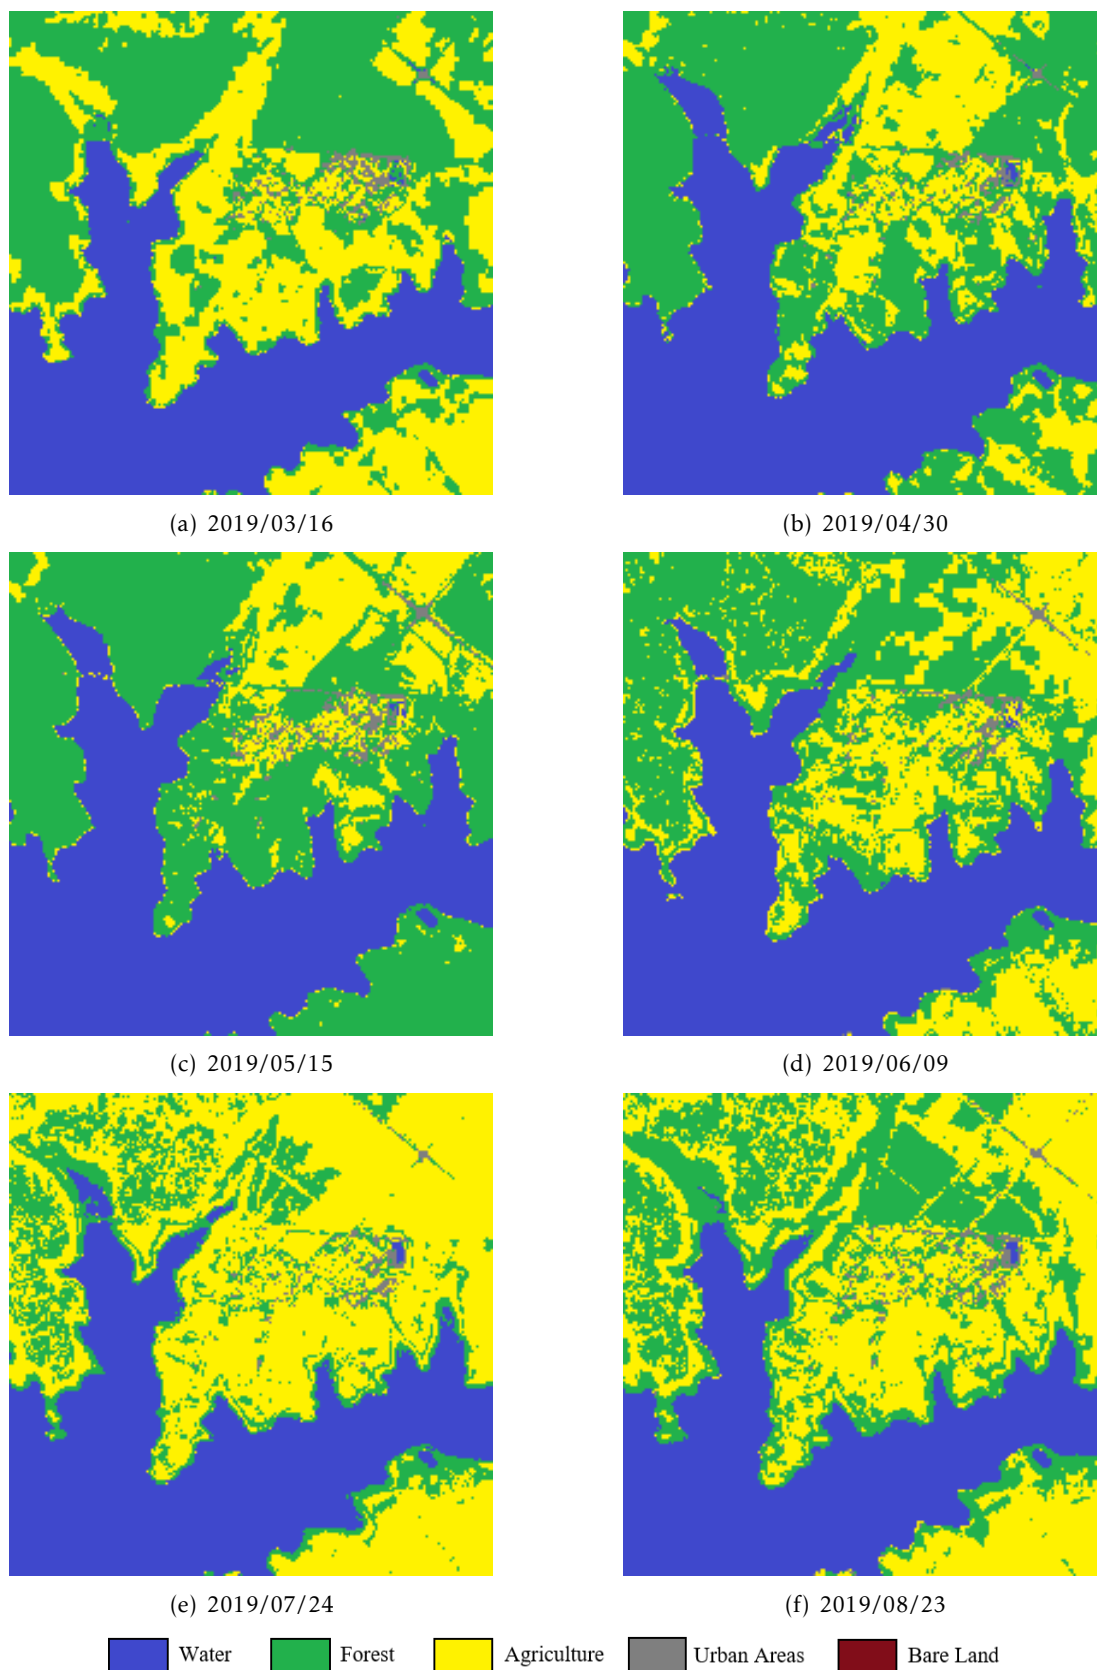 (a) 2019/03/16
(b) 2019/04/30
(c) 2019/05/15
(d) 2019/06/09
(e) 2019/07/24
(f) 2019/08/23
Water Forest Agriculture Urban Areas Bare Land